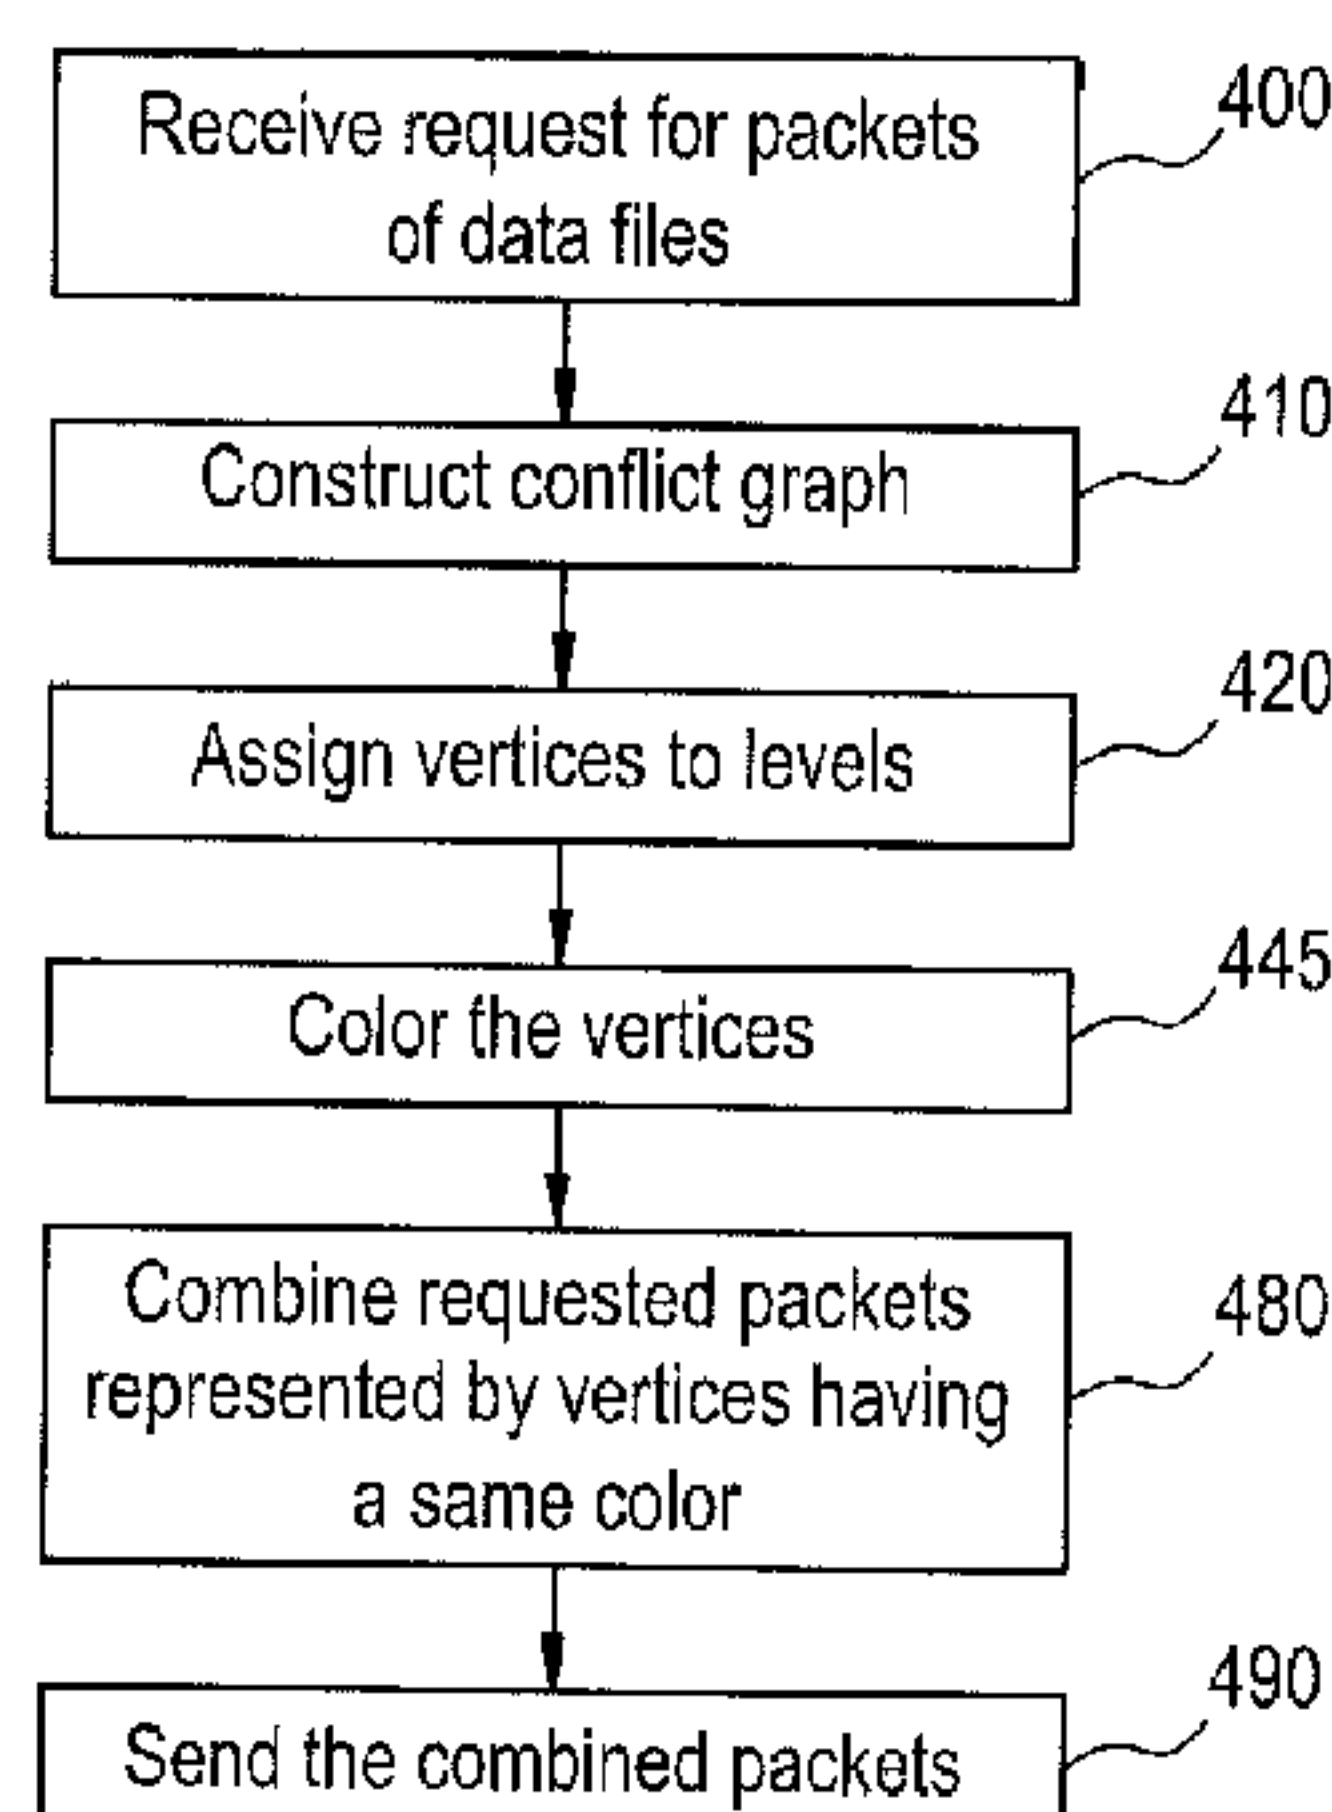 Receive request for packets
of data files
400
Construct conflict graph
410
Assign vertices to levels
420
Color the vertices
445
Combine requested packets
represented by vertices having
a same color
480
Send the combined packets
490